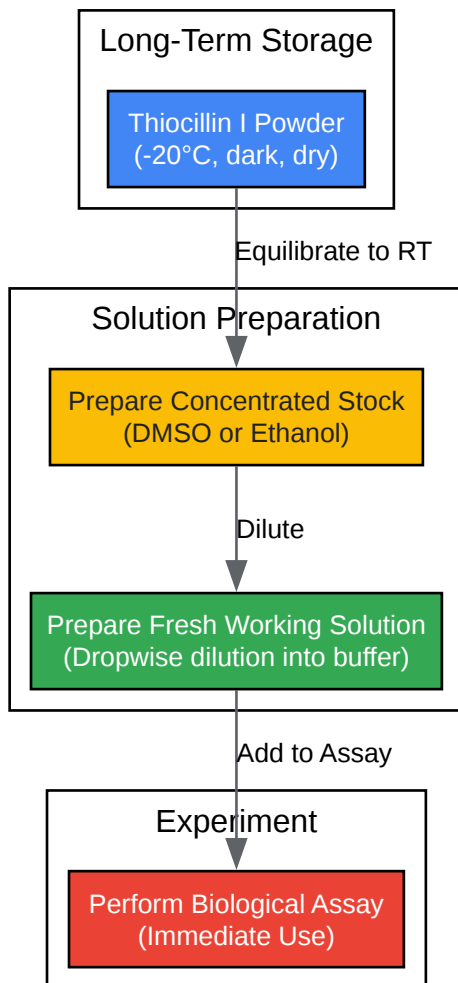 Long-Term Storage
Thiocillin I Powder
(-20°C, dark, dry)
Equilibrate to RT
Solution Preparation
Prepare Concentrated Stock
(DMSO or Ethanol)
Dilute
Prepare Fresh Working Solution
(Dropwise dilution into buffer)
Add to Assay
Experiment
Perform Biological Assay
(Immediate Use)